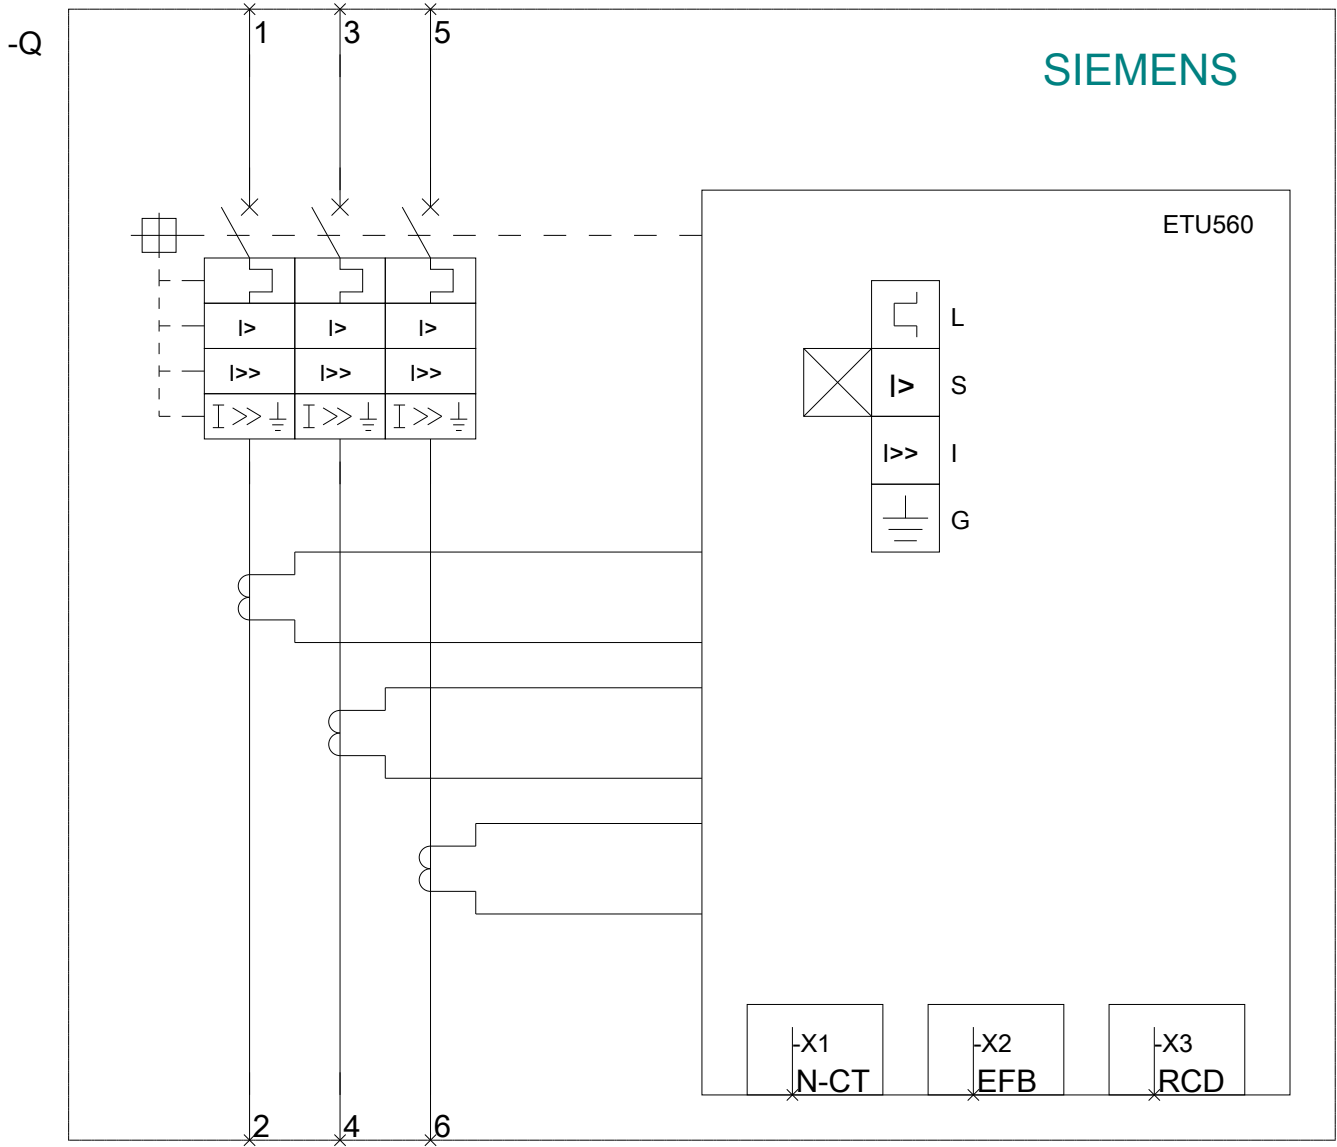 1 3 5
-Q
SIEMENS
ETU560
I> I> I>
I>> I>> I>>
I>> I>> I>>
L
I> S
I>> I
G
-X1 -X2 -X3
N-CT EFB RCD
2 4 6